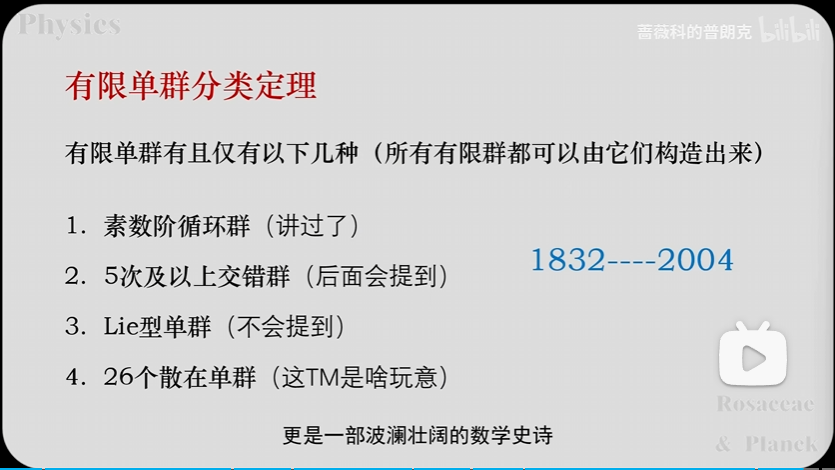 Physics
蔷薇科的普朗克 bilibili
有限单群分类定理
有限单群有且仅有以下几种（所有有限群都可以由它们构造出来）
1. 素数阶循环群（讲过了）
2. 5次及以上交错群（后面会提到）
1832----2004
3. Lie型单群（不会提到）
4. 26个散在单群（这TM是啥玩意）
Rosaceae
& Planck
更是一部波澜壮阔的数学史诗